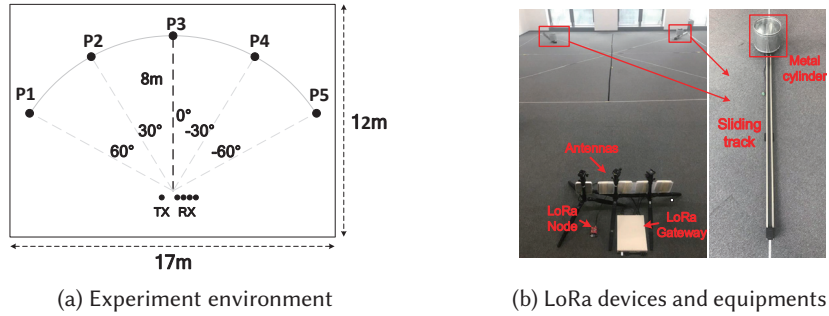 P3
P2
P4
8m
P1
P5
0°
30°
-30°
60°
-60°
TX
RX
12m
17m
(a) Experiment environment
Metal
cylinder
Sliding
track
Antennas
LoRa
Node
LoRa
Gateway
(b) LoRa devices and equipments